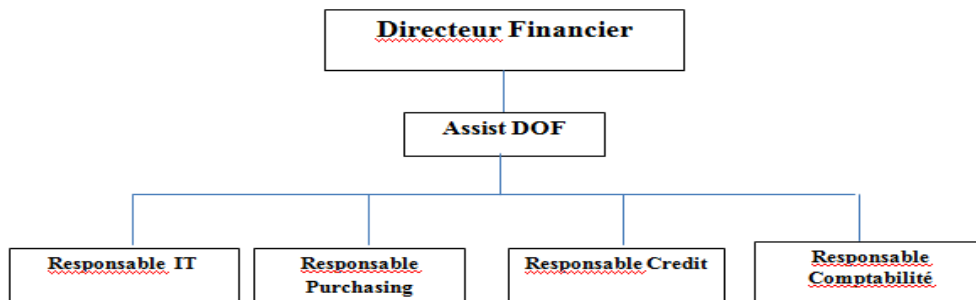 Directeur Financier
Assist DOF
Responsable IT
Responsable
Purchasing
Responsable Credit
Responsable
Comptabilité